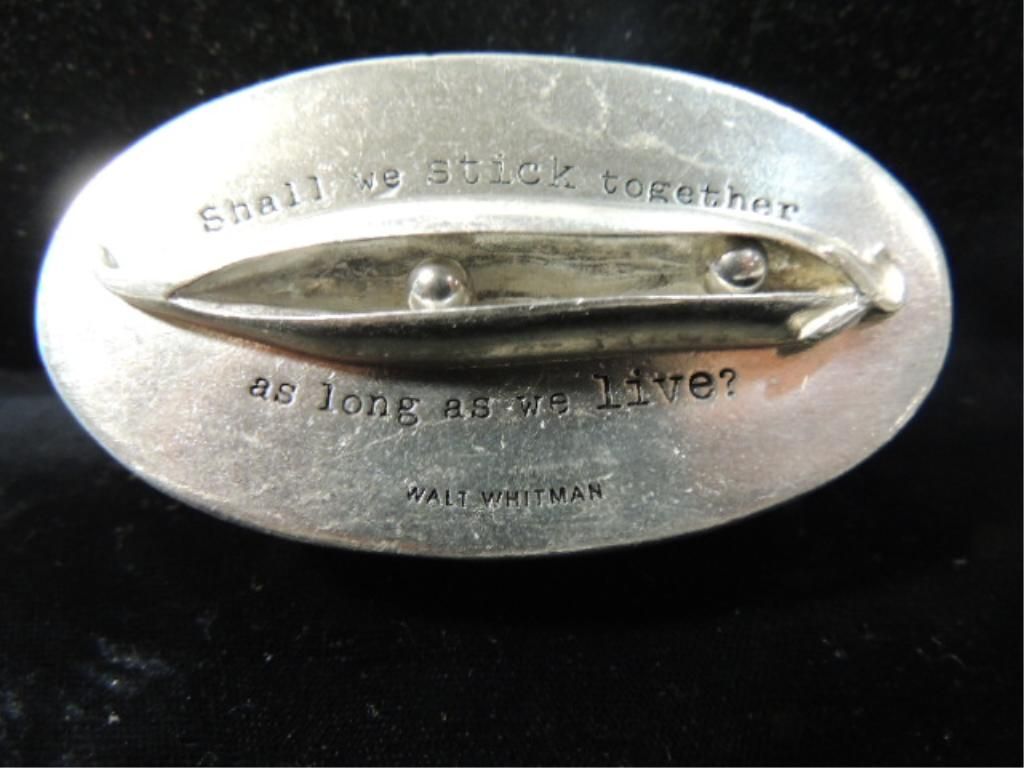 Shall we stick together
as long as we live?
WALT WHITMAN